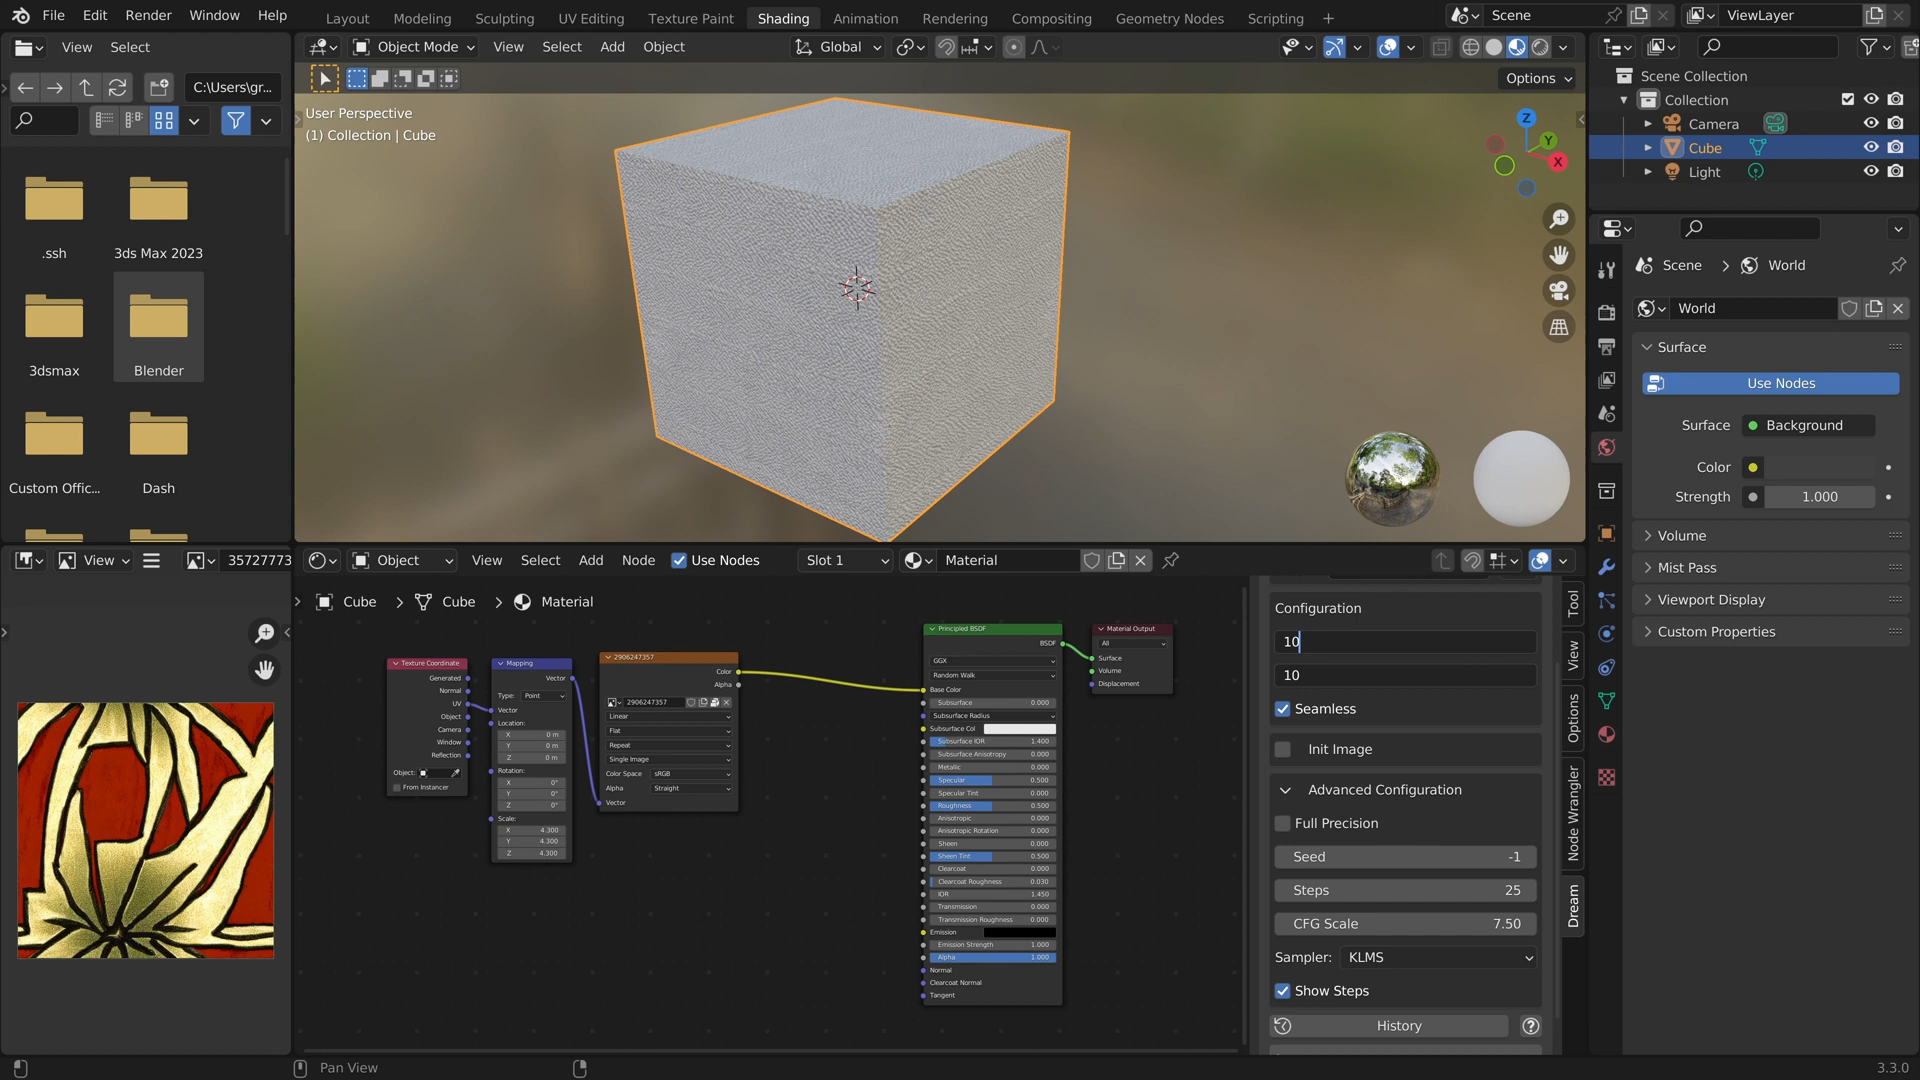 File Edit Render Window Help
Layout Modeling Sculpting UV Editing Texture Paint Shading Animation Rendering Compositing Geometry Nodes Scripting +
Scene
ViewLayer
View Select
Object Mode View Select Add Object
Global
C:\Users\gr...
Options
User Perspective
(1) Collection | Cube
Z
Y
X
Scene Collection
Collection
Camera
Cube
Light
.ssh
3ds Max 2023
3dsmax
Blender
Custom Offic...
Dash
Scene > World
World
Surface
Use Nodes
Surface Background
Color
Strength 1.000
Volume
Mist Pass
Viewport Display
Custom Properties
View
35727773
Object View Select Add Node Use Nodes Slot 1 Material
Cube > Cube > Material
Texture Coordinate
Generated
Normal
UV
Object
Camera
Window
Reflection
Object:
From Instancer
Mapping
Vector
Type: Point
Vector
Location:
X 0 m
Y 0 m
Z 0 m
Rotation:
X 0°
Y 0°
Z 0°
Scale:
X 4.300
Y 4.300
Z 4.300
2906247357
Color
Alpha
2906247357
Linear
Flat
Repeat
Single Image
Color Space sRGB
Alpha Straight
Vector
Principled BSDF
BSDF
GGX
Random Walk
Base Color
Subsurface 0.000
Subsurface Radius
Subsurface Col
Subsurface IOR 1.400
Subsurface Anisotropy 0.000
Metallic 0.000
Specular 0.500
Specular Tint 0.000
Roughness 0.500
Anisotropic 0.000
Anisotropic Rotation 0.000
Sheen 0.000
Sheen Tint 0.500
Clearcoat 0.000
Clearcoat Roughness 0.030
IOR 1.450
Transmission 0.000
Transmission Roughness 0.000
Emission
Emission Strength 1.000
Alpha 1.000
Normal
Clearcoat Normal
Tangent
Material Output
All
Surface
Volume
Displacement
Configuration
10
10
Seamless
Init Image
Advanced Configuration
Full Precision
Seed -1
Steps 25
CFG Scale 7.50
Sampler: KLMS
Show Steps
History
?
Tool
View
Options
Node Wrangler
Dream
Pan View
3.3.0